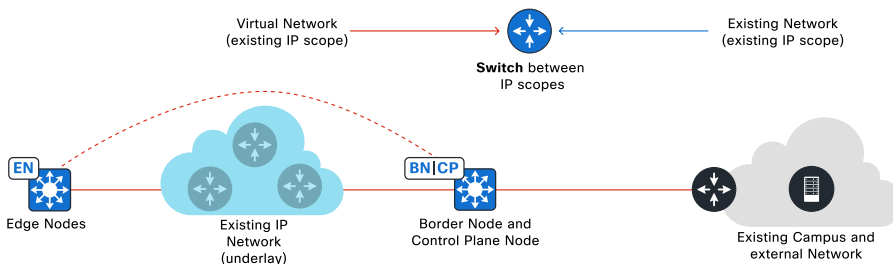 Virtual Network
(existing IP scope)
Existing Network
(existing IP scope)
Switch between
IP scopes
EN
BN|CP
Edge Nodes
Existing IP
Network
(underlay)
Border Node and
Control Plane Node
Existing Campus and
external Network